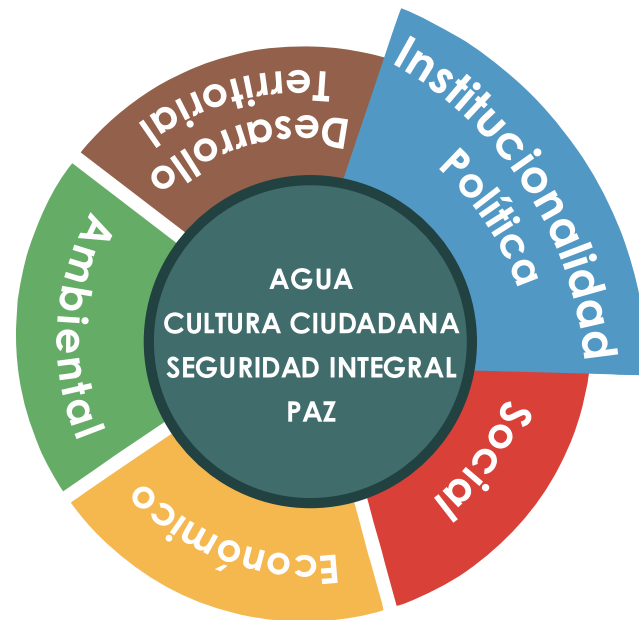 Institucionalidad
Política
Social
Económico
Ambiental
Desarrollo
Territorial
AGUA
CULTURA CIUDADANA
SEGURIDAD INTEGRAL
PAZ